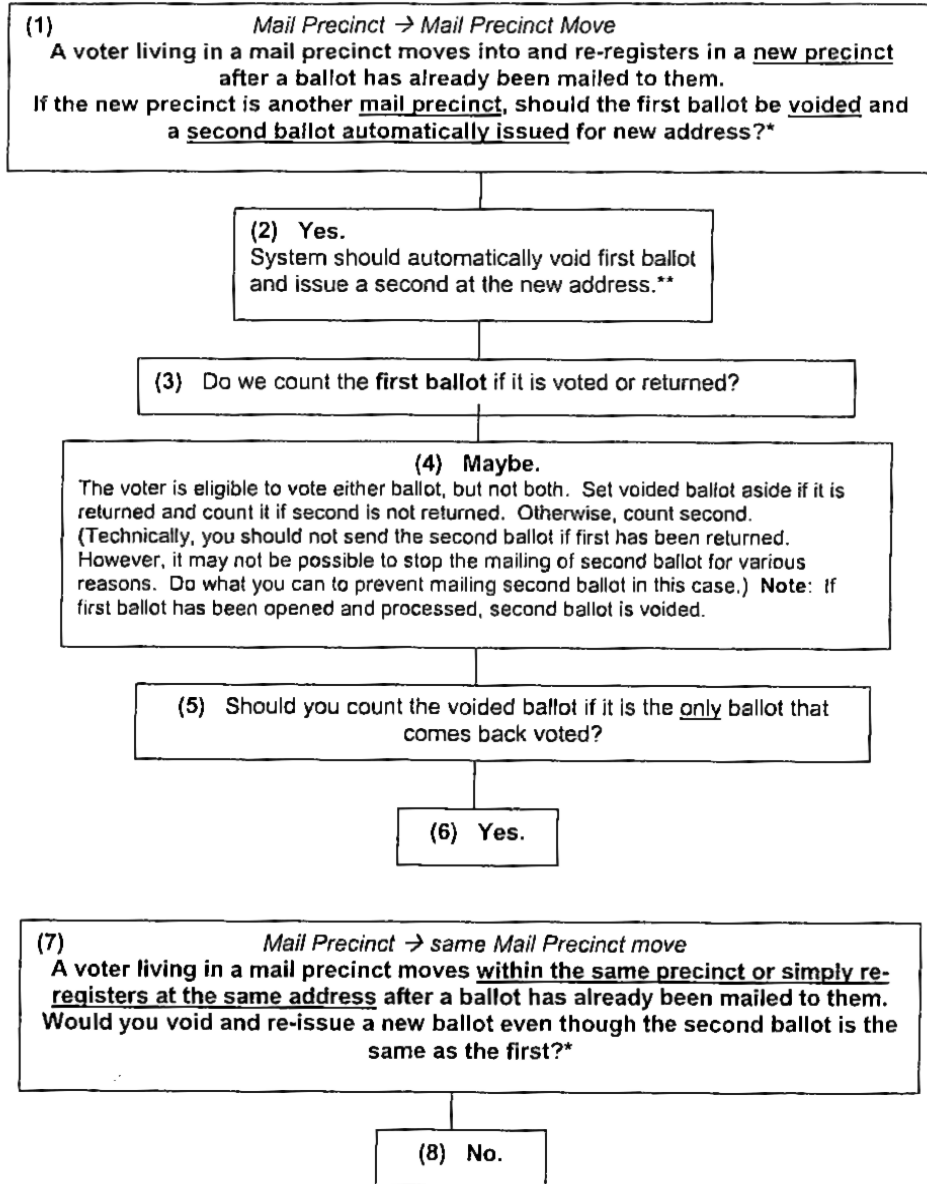 (1) Mail Precinct → Mail Precinct Move
A voter living in a mail precinct moves into and re-registers in a new precinct
after a ballot has already been mailed to them.
If the new precinct is another mail precinct, should the first ballot be voided and
a second ballot automatically issued for new address?*
(2) Yes.
System should automatically void first ballot
and issue a second at the new address.**
(3) Do we count the first ballot if it is voted or returned?
(4) Maybe.
The voter is eligible to vote either ballot, but not both. Set voided ballot aside if it is
returned and count it if second is not returned. Otherwise, count second.
(Technically, you should not send the second ballot if first has been returned.
However, it may not be possible to stop the mailing of second ballot for various
reasons. Do what you can to prevent mailing second ballot in this case.) Note: If
first ballot has been opened and processed, second ballot is voided.
(5) Should you count the voided ballot if it is the only ballot that
comes back voted?
(6) Yes.
(7) Mail Precinct → same Mail Precinct move
A voter living in a mail precinct moves within the same precinct or simply re-
registers at the same address after a ballot has already been mailed to them.
Would you void and re-issue a new ballot even though the second ballot is the
same as the first?*
(8) No.